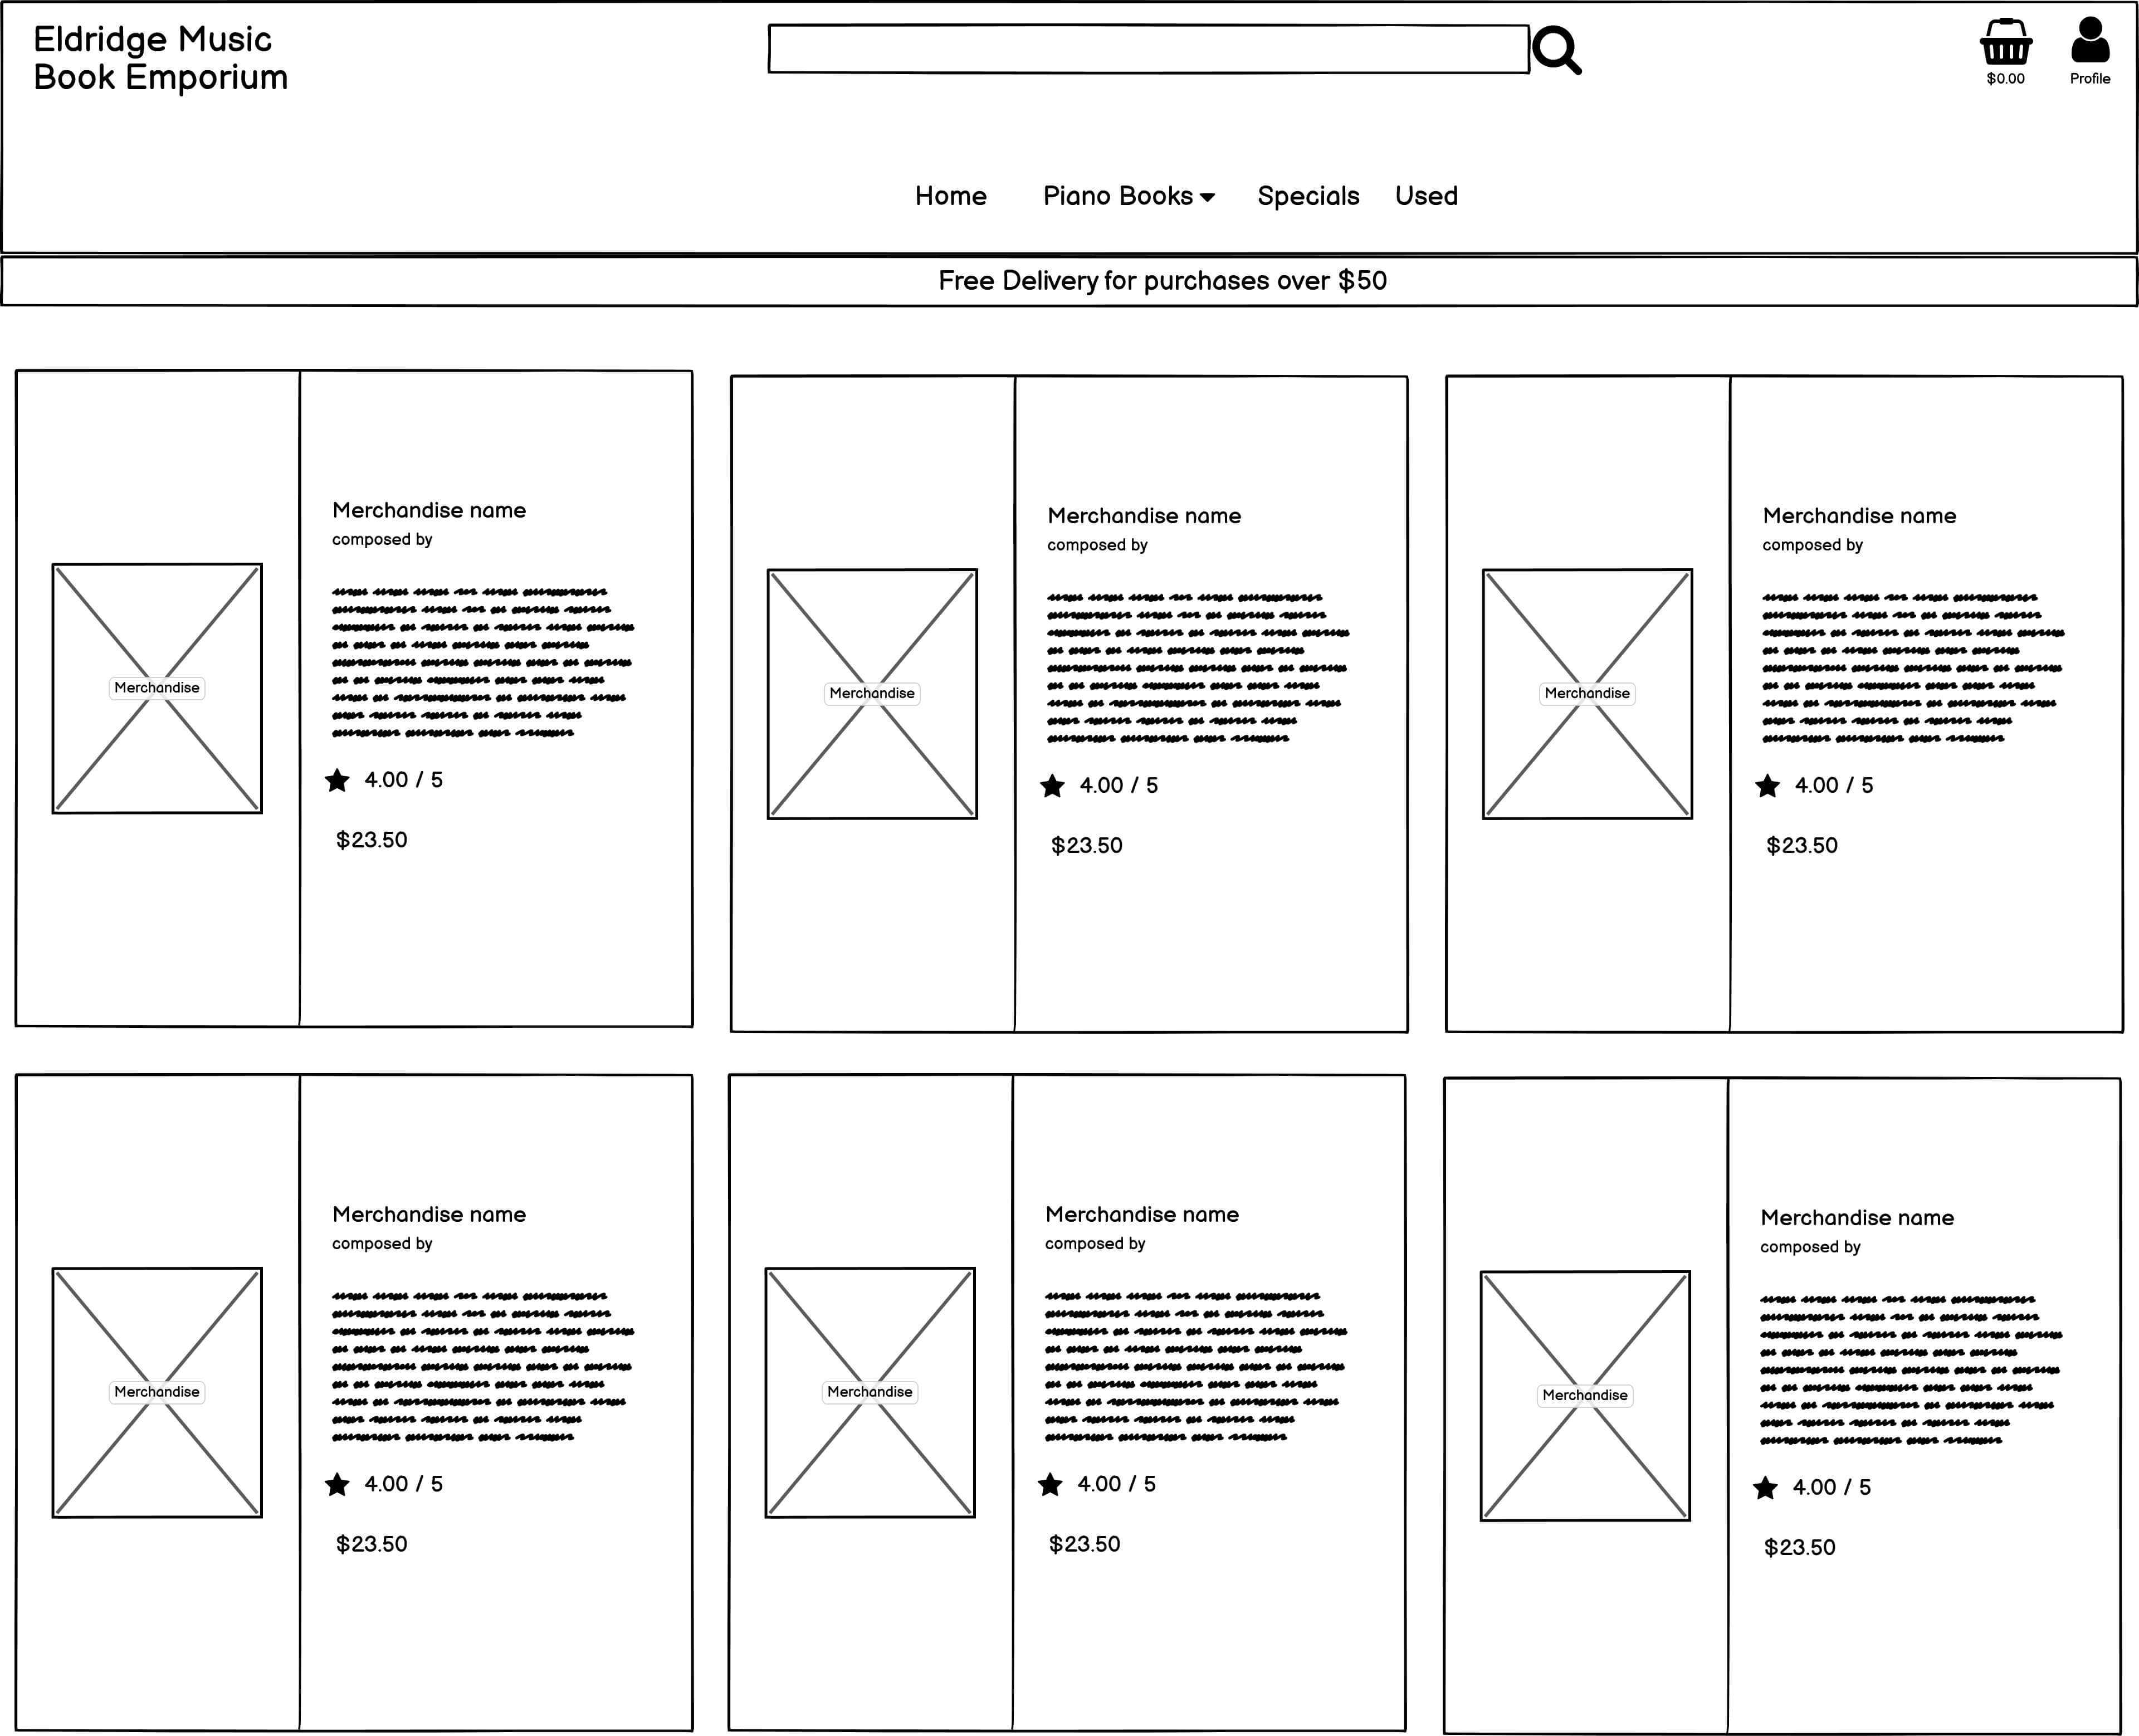 Eldridge Music
Book Emporium
$0.00
Profile
Home
Piano Books
Specials
Used
Free Delivery for purchases over $50
Merchandise
Merchandise name
composed by
4.00 / 5
$23.50
Merchandise
Merchandise name
composed by
4.00 / 5
$23.50
Merchandise
Merchandise name
composed by
4.00 / 5
$23.50
Merchandise
Merchandise name
composed by
4.00 / 5
$23.50
Merchandise
Merchandise name
composed by
4.00 / 5
$23.50
Merchandise
Merchandise name
composed by
4.00 / 5
$23.50